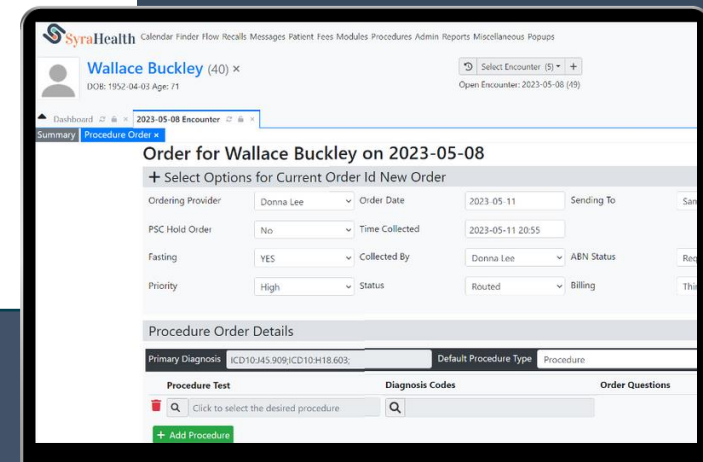 SyraHealth Calendar Finder Flow Recalls Messages Patient Fees Modules Procedures Admin Reports Miscellaneous Popups
Wallace Buckley (40) ×
Select Encounter (5) +
DOB: 1952-04-03 Age: 71
Open Encounter: 2023-05-08 (49)
Dashboard × 2023-05-08 Encounter ×
Summary Procedure Order ×
Order for Wallace Buckley on 2023-05-08
+ Select Options for Current Order Id New Order
Ordering Provider Donna Lee Order Date 2023-05-11 Sending To San
PSC Hold Order No Time Collected 2023-05-11 20:55
Fasting YES Collected By Donna Lee ABN Status Req
Priority High Status Routed Billing Thi
Procedure Order Details
Primary Diagnosis ICD10:J45.909;ICD10:H18.603; Default Procedure Type Procedure
Procedure Test Diagnosis Codes Order Questions
Click to select the desired procedure
+ Add Procedure